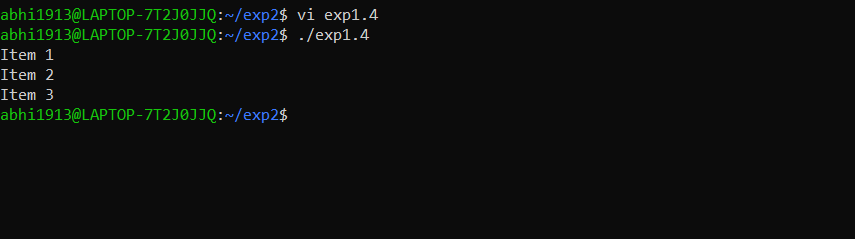 abhi1913@LAPTOP-7T2J0JJQ:~/exp2$ vi exp1.4
abhi1913@LAPTOP-7T2J0JJQ:~/exp2$ ./exp1.4
Item 1
Item 2
Item 3
abhi1913@LAPTOP-7T2J0JJQ:~/exp2$